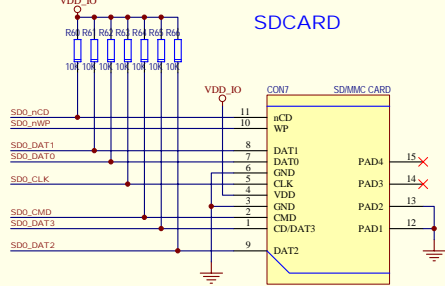 VDD_IO
SDCARD
R60 R61 R62 R63 R64 R65 R66
10K 10K 10K 10K 10K 10K 10K
VDD_IO
CON7 SD/MMC CARD
SD0_nCD 11 nCD
SD0_nWP 10 WP
SD0_DAT1 8 DAT1
SD0_DAT0 7 DAT0 PAD4 15
6 GND
SD0_CLK 5 CLK PAD3 14
4 VDD
3 GND PAD2 13
SD0_CMD 2 CMD
SD0_DAT3 1 CD/DAT3 PAD1 12
SD0_DAT2 9 DAT2